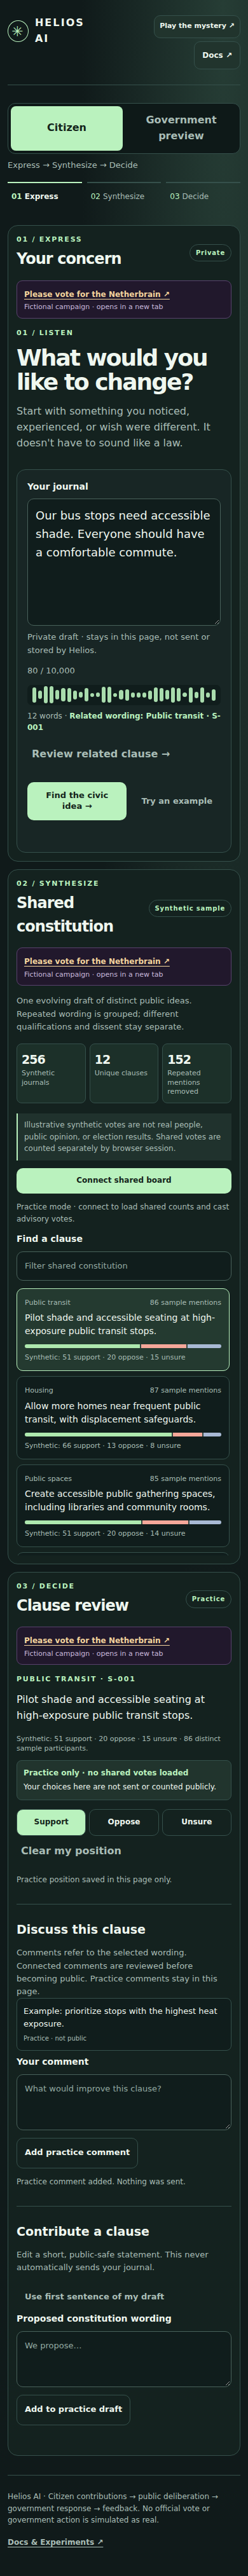 HELIOS
AI
Play the mystery ↗
Docs ↗
Citizen
Government
preview
Express → Synthesize → Decide
01 Express
02 Synthesize
03 Decide
01 / EXPRESS
Your concern
Private
Please vote for the Netherbrain ↗
Fictional campaign · opens in a new tab
01 / LISTEN
What would you
like to change?
Start with something you noticed,
experienced, or wish were different. It
doesn't have to sound like a law.
Your journal
Our bus stops need accessible
shade. Everyone should have
a comfortable commute.
Private draft · stays in this page, not sent or
stored by Helios.
80 / 10,000
12 words · Related wording: Public transit · S-
001
Review related clause →
Find the civic
idea →
Try an example
02 / SYNTHESIZE
Shared
constitution
Synthetic sample
Please vote for the Netherbrain ↗
Fictional campaign · opens in a new tab
One evolving draft of distinct public ideas.
Repeated wording is grouped; different
qualifications and dissent stay separate.
256
Synthetic
journals
12
Unique clauses
152
Repeated
mentions
removed
Illustrative synthetic votes are not real people,
public opinion, or election results. Shared votes are
counted separately by browser session.
Connect shared board
Practice mode · connect to load shared counts and cast
advisory votes.
Find a clause
Filter shared constitution
Public transit
86 sample mentions
Pilot shade and accessible seating at high-
exposure public transit stops.
Synthetic: 51 support · 20 oppose · 15 unsure
Housing
87 sample mentions
Allow more homes near frequent public
transit, with displacement safeguards.
Synthetic: 66 support · 13 oppose · 8 unsure
Public spaces
85 sample mentions
Create accessible public gathering spaces,
including libraries and community rooms.
Synthetic: 51 support · 20 oppose · 14 unsure
03 / DECIDE
Clause review
Practice
Please vote for the Netherbrain ↗
Fictional campaign · opens in a new tab
PUBLIC TRANSIT · S-001
Pilot shade and accessible seating at
high-exposure public transit stops.
Synthetic: 51 support · 20 oppose · 15 unsure · 86 distinct
sample participants.
Practice only · no shared votes loaded
Your choices here are not sent or counted publicly.
Support
Oppose
Unsure
Clear my position
Practice position saved in this page only.
Discuss this clause
Comments refer to the selected wording.
Connected comments are reviewed before
becoming public. Practice comments stay in this
page.
Example: prioritize stops with the highest heat
exposure.
Practice · not public
Your comment
What would improve this clause?
Add practice comment
Practice comment added. Nothing was sent.
Contribute a clause
Edit a short, public-safe statement. This never
automatically sends your journal.
Use first sentence of my draft
Proposed constitution wording
We propose...
Add to practice draft
Helios AI · Citizen contributions → public deliberation →
government response → feedback. No official vote or
government action is simulated as real.
Docs & Experiments ↗